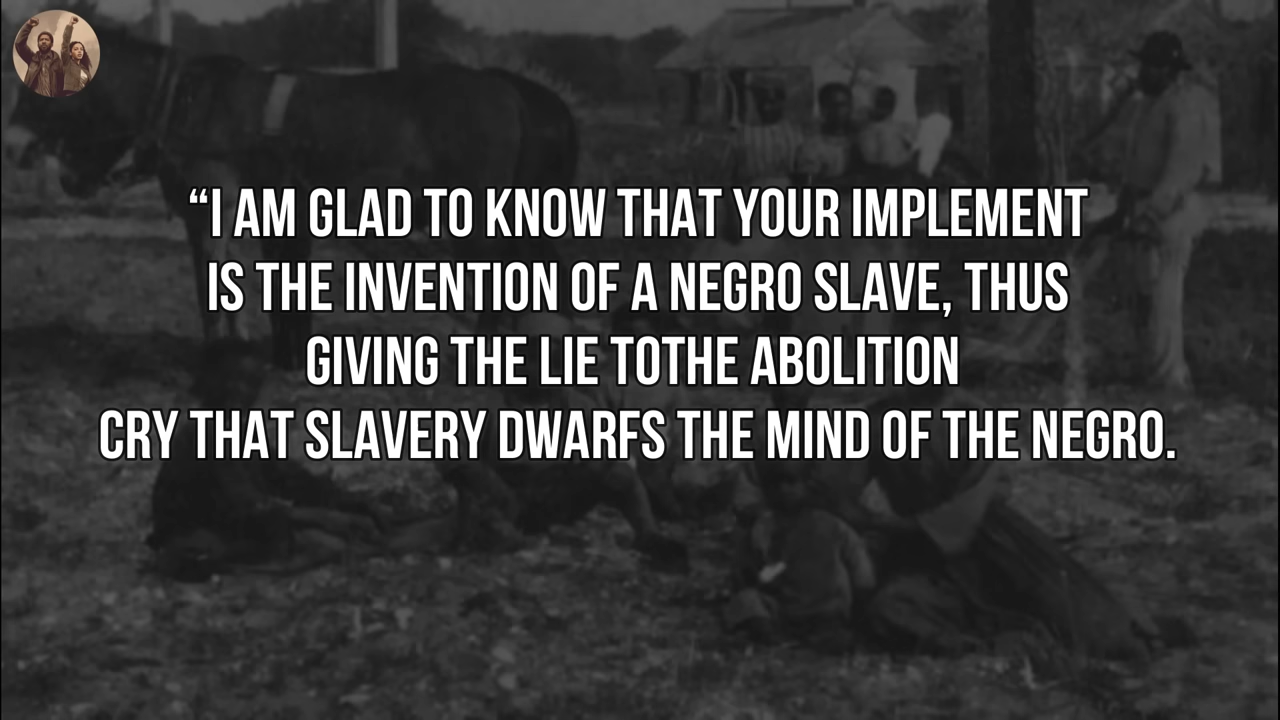 “I AM GLAD TO KNOW THAT YOUR IMPLEMENT
IS THE INVENTION OF A NEGRO SLAVE, THUS
GIVING THE LIE TOTHE ABOLITION
CRY THAT SLAVERY DWARFS THE MIND OF THE NEGRO.